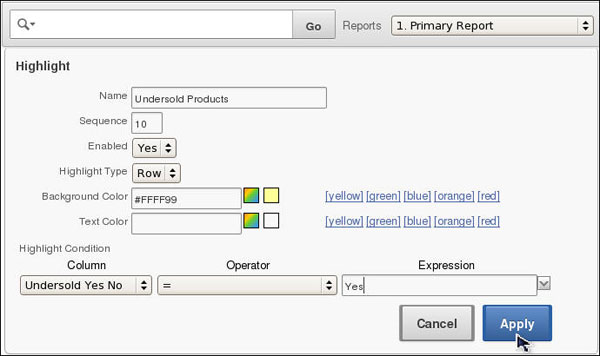 Go Reports 1. Primary Report
Highlight
Name Undersold Products
Sequence 10
Enabled Yes
Highlight Type Row
Background Color #FFFF99 [yellow] [green] [blue] [orange] [red]
Text Color [yellow] [green] [blue] [orange] [red]
Highlight Condition
Column Operator Expression
Undersold Yes No = Yes
Cancel Apply